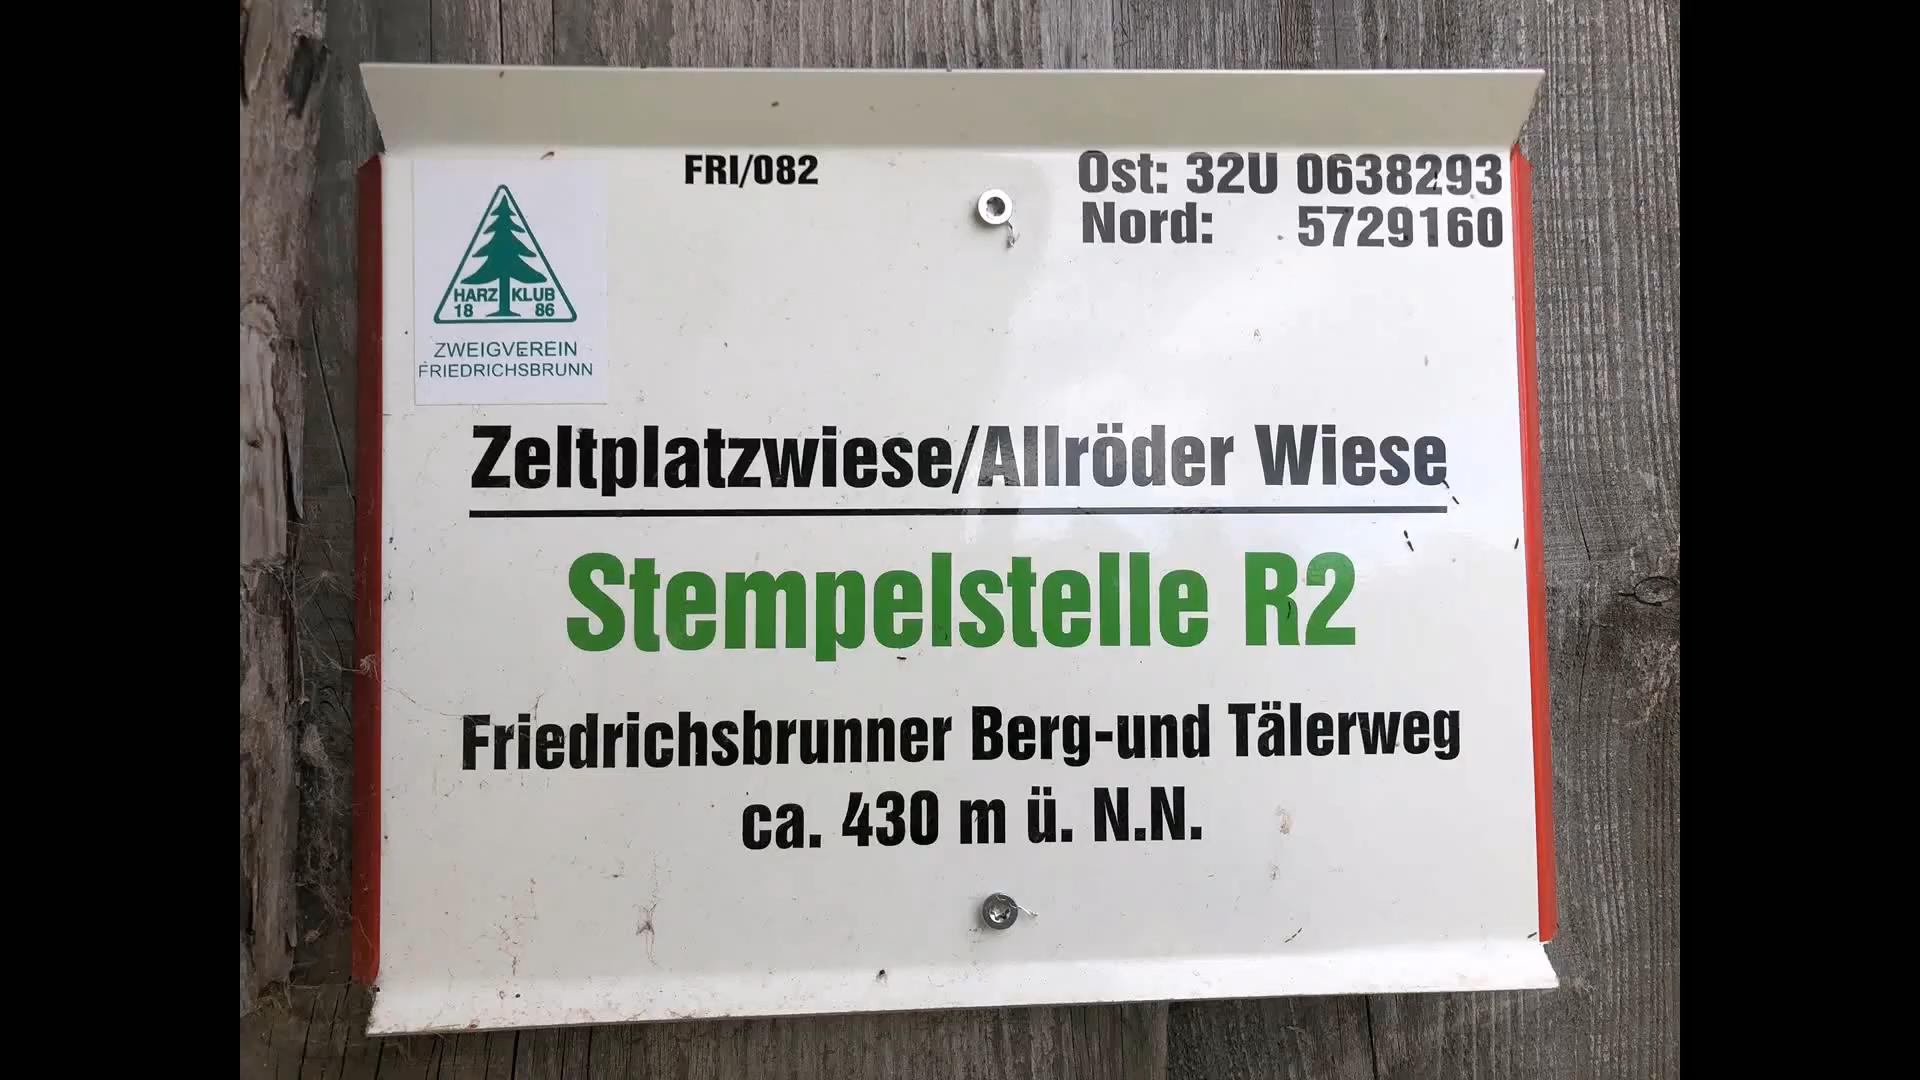 FRI/082
Ost: 32U 0638293
Nord: 5729160
HARZ KLUB
18 86
ZWEIGVEREIN
FRIEDRICHSBRUNN
Zeltplatzwiese/Allröder Wiese
Stempelstelle R2
Friedrichsbrunner Berg-und Tälerweg
ca. 430 m ü. N.N.